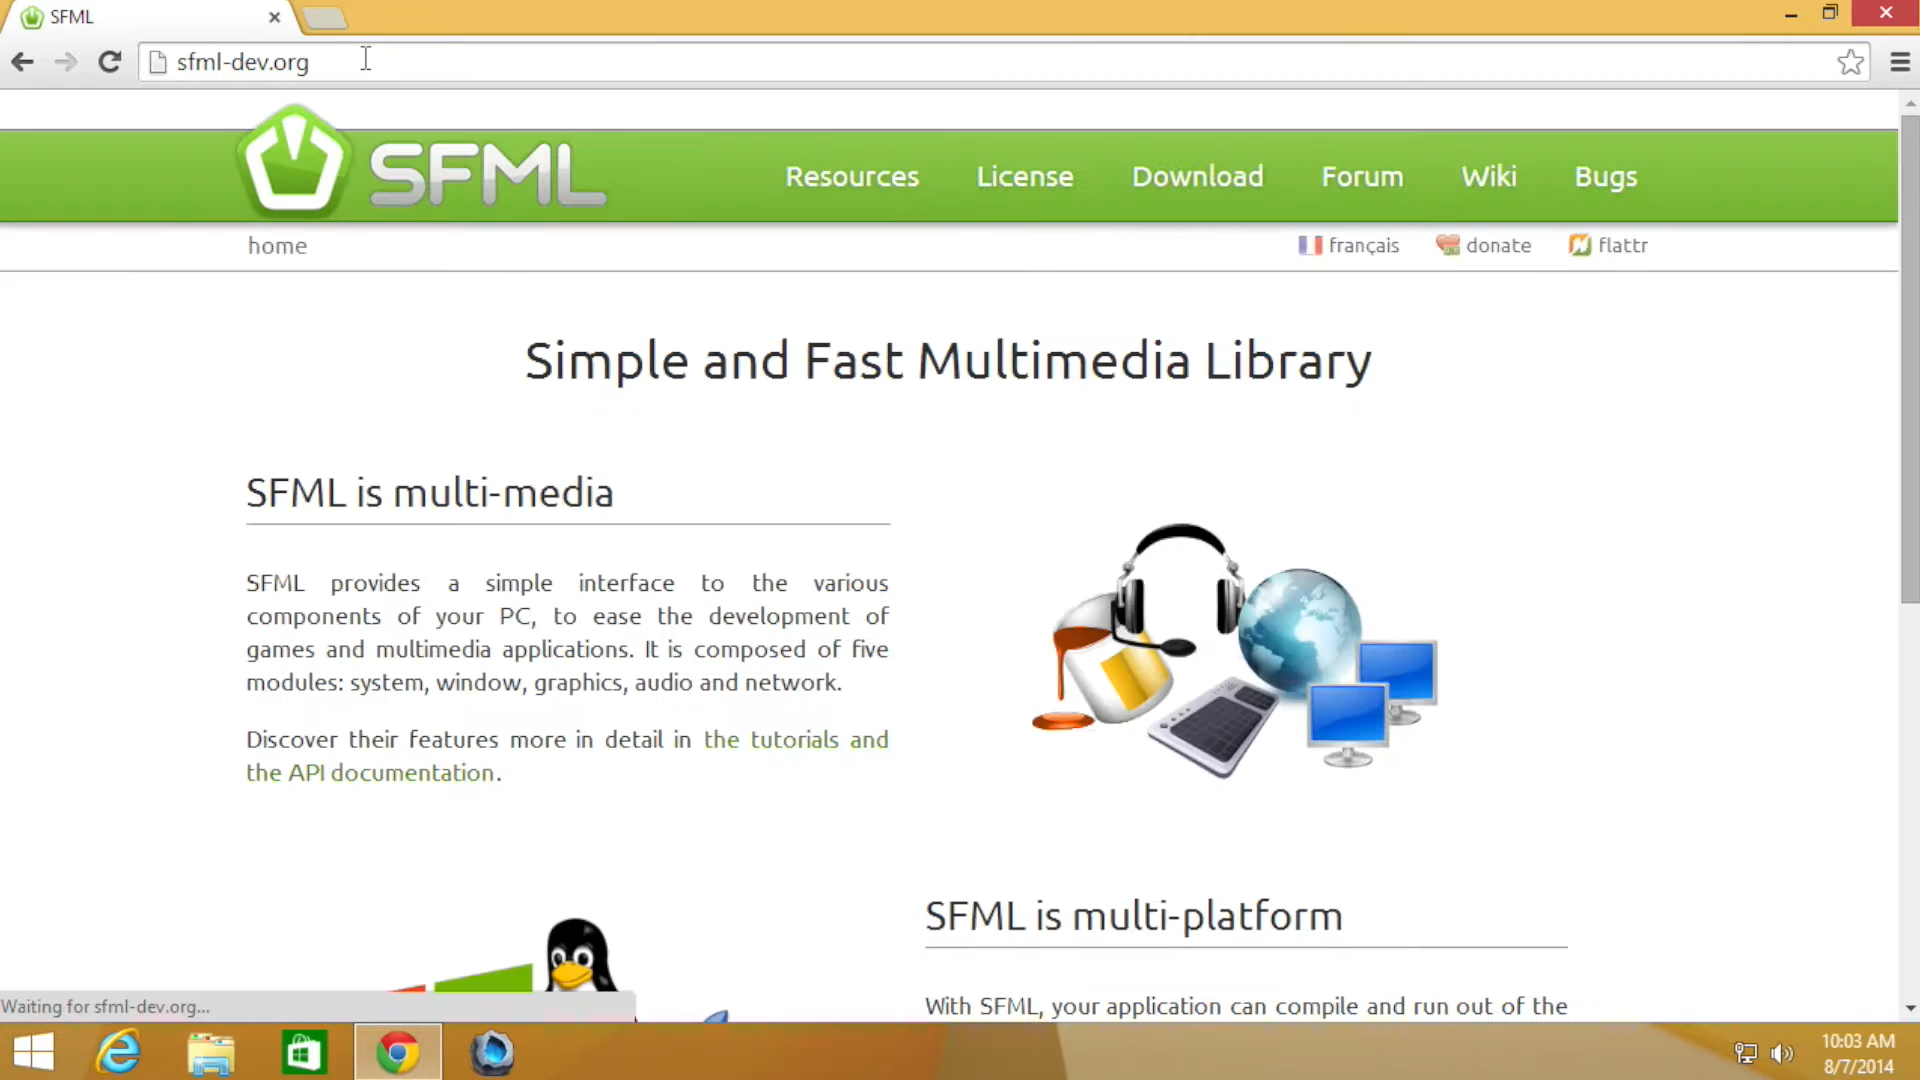 SFML
sfml-dev.org
SFML
Resources
License
Download
Forum
Wiki
Bugs
home
français
donate
flattr
Simple and Fast Multimedia Library
SFML is multi-media
SFML provides a simple interface to the various
components of your PC, to ease the development of
games and multimedia applications. It is composed of five
modules: system, window, graphics, audio and network.
Discover their features more in detail in the tutorials and
the API documentation.
SFML is multi-platform
With SFML, your application can compile and run out of the
Waiting for sfml-dev.org...
10:03 AM
8/7/2014